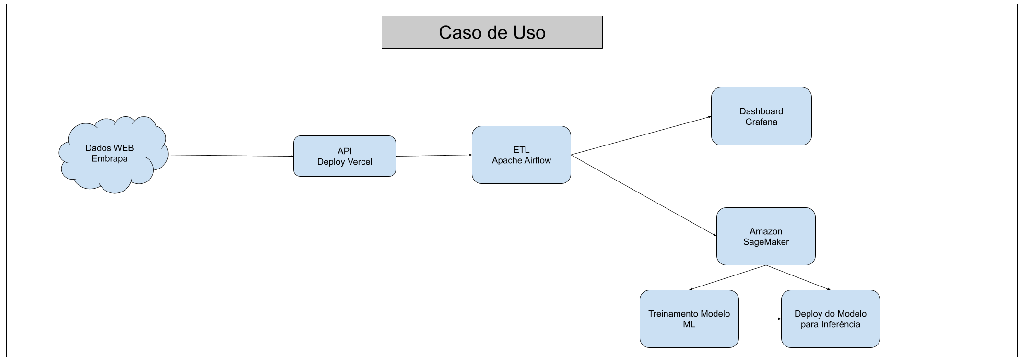 Caso de Uso
Dados WEB
Embrapa
API
Deploy Vercel
ETL
Apache Airflow
Dashboard
Grafana
Amazon
SageMaker
Treinamento Modelo
ML
Deploy do Modelo
para Inferência